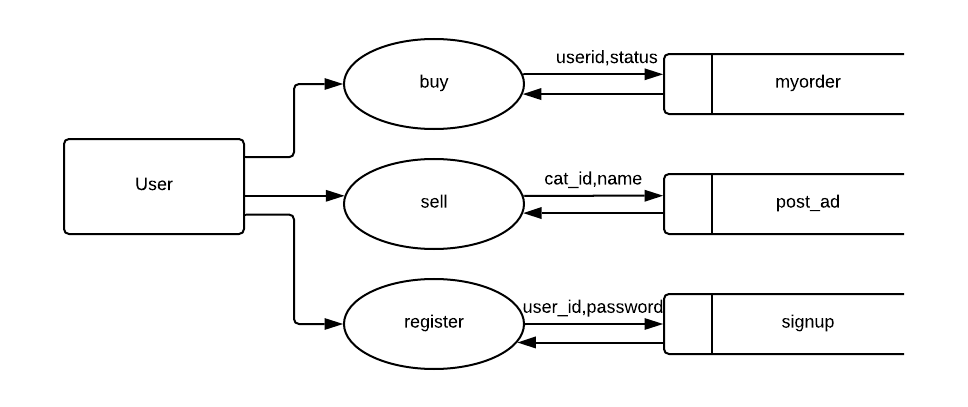 userid,status
buy
myorder
User
cat_id,name
sell
post_ad
user_id,password
register
signup